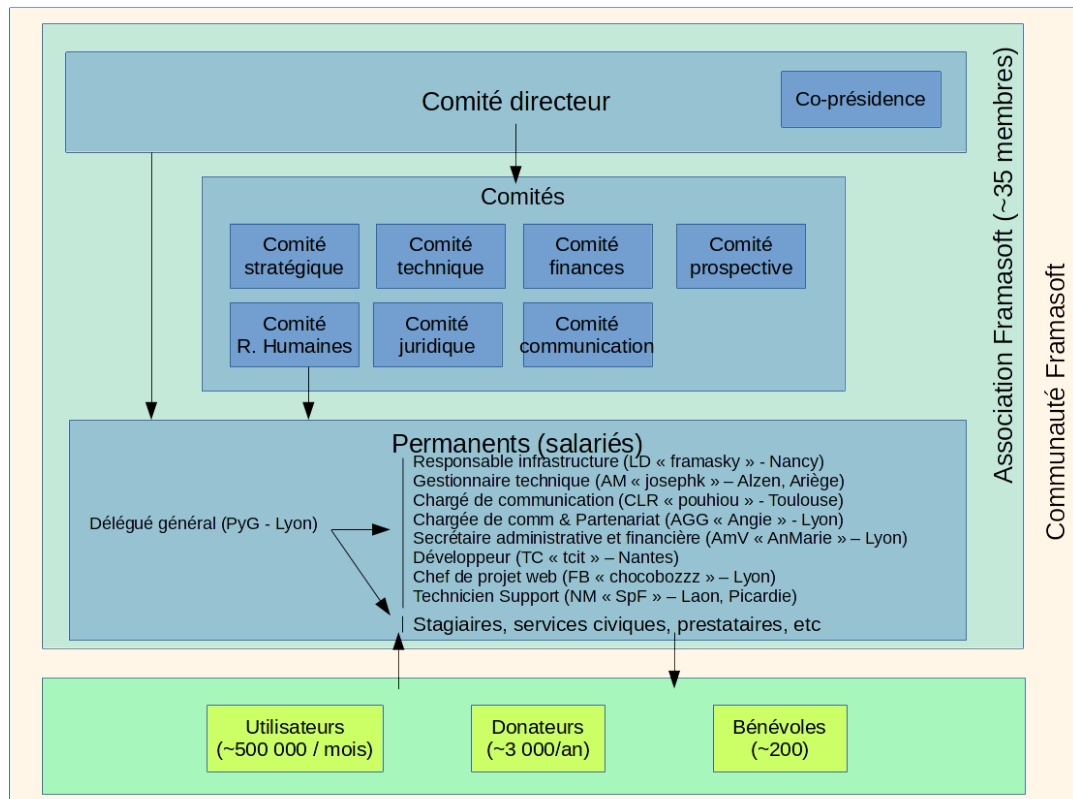 Comité directeur
Co-présidence
Comités
Comité
stratégique
Comité
technique
Comité
finances
Comité
prospective
Comité
R. Humaines
Comité
juridique
Comité
communication
Permanents (salariés)
Responsable infrastructure (LD « framasky » - Nancy)
Gestionnaire technique (AM « josephk » – Alzen, Ariège)
Chargé de communication (CLR « pouhiou » - Toulouse)
Chargée de comm & Partenariat (AGG « Angie » - Lyon)
Secrétaire administrative et financière (AmV « AnMarie » – Lyon)
Développeur (TC « tcit » – Nantes)
Chef de projet web (FB « chocobozzz » – Lyon)
Technicien Support (NM « SpF » – Laon, Picardie)
Délégué général (PyG - Lyon)
Stagiaires, services civiques, prestataires, etc
Association Framasoft (~35 membres)
Communauté Framasoft
Utilisateurs
(~500 000 / mois)
Donateurs
(~3 000/an)
Bénévoles
(~200)